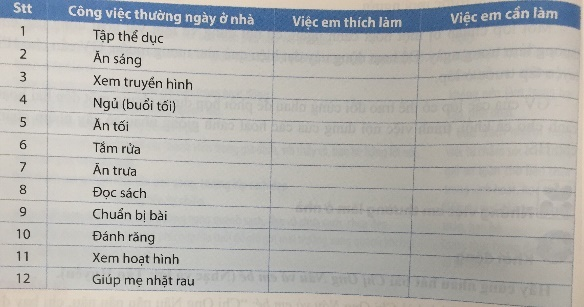 Stt Công việc thường ngày ở nhà Việc em thích làm Việc em cần làm
1 Tập thể dục
2 Ăn sáng
3 Xem truyền hình
4 Ngủ (buổi tối)
5 Ăn tối
6 Tắm rửa
7 Ăn trưa
8 Đọc sách
9 Chuẩn bị bài
10 Đánh răng
11 Xem hoạt hình
12 Giúp mẹ nhặt rau